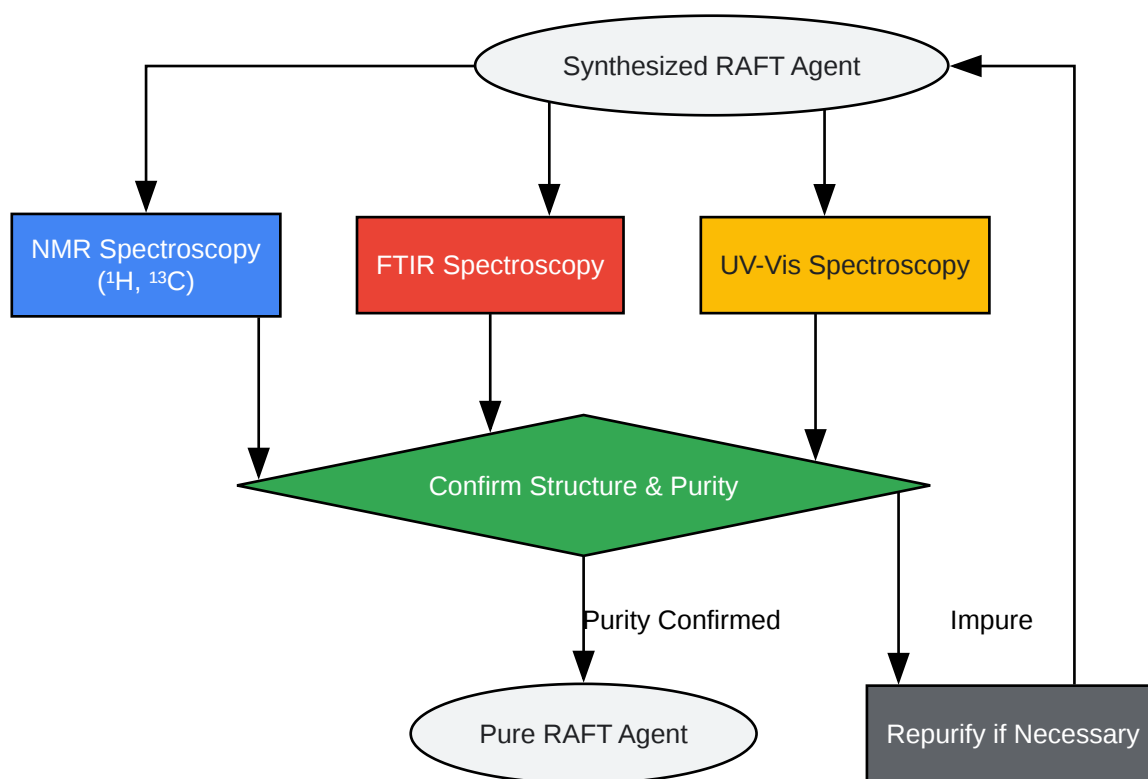 Synthesized RAFT Agent
NMR Spectroscopy
(¹H, ¹³C)
FTIR Spectroscopy
UV-Vis Spectroscopy
Confirm Structure & Purity
Purity Confirmed
Impure
Pure RAFT Agent
Repurify if Necessary